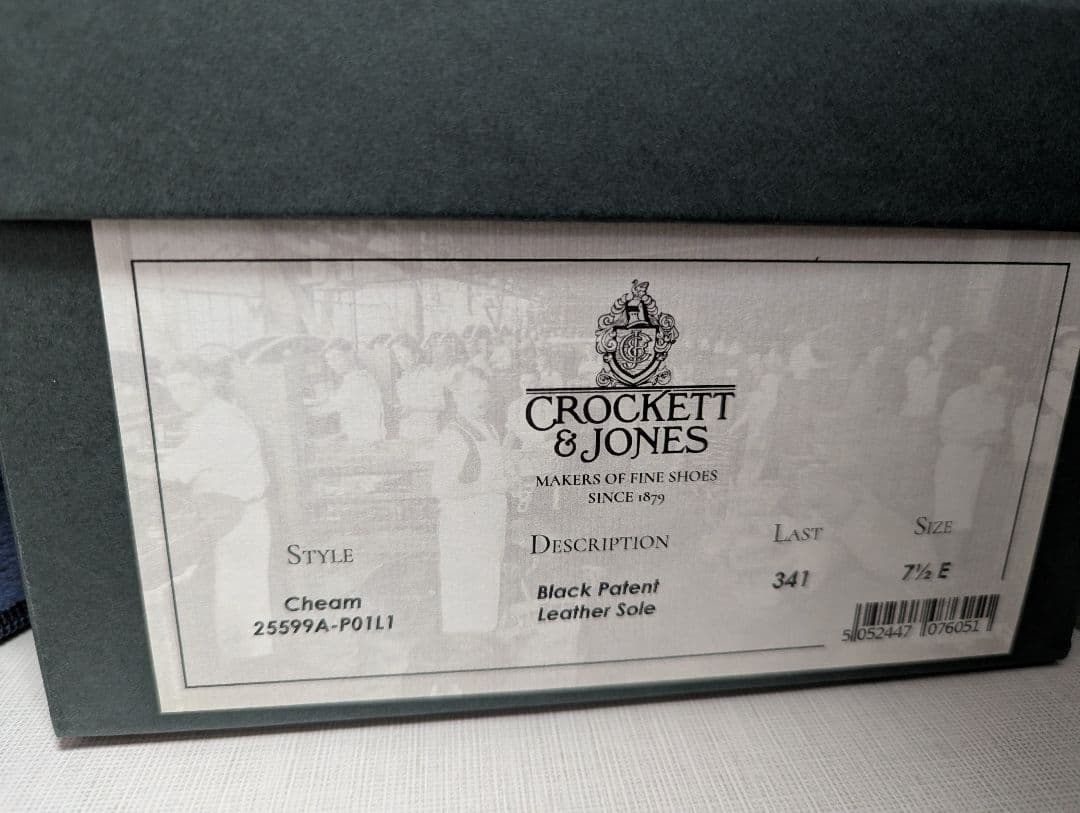 CROCKETT
& JONES
MAKERS OF FINE SHOES
SINCE 1879
STYLE
Cheam
25599A-P01L1
DESCRIPTION
Black Patent
Leather Sole
LAST
341
SIZE
7½ E
5 052447 076051